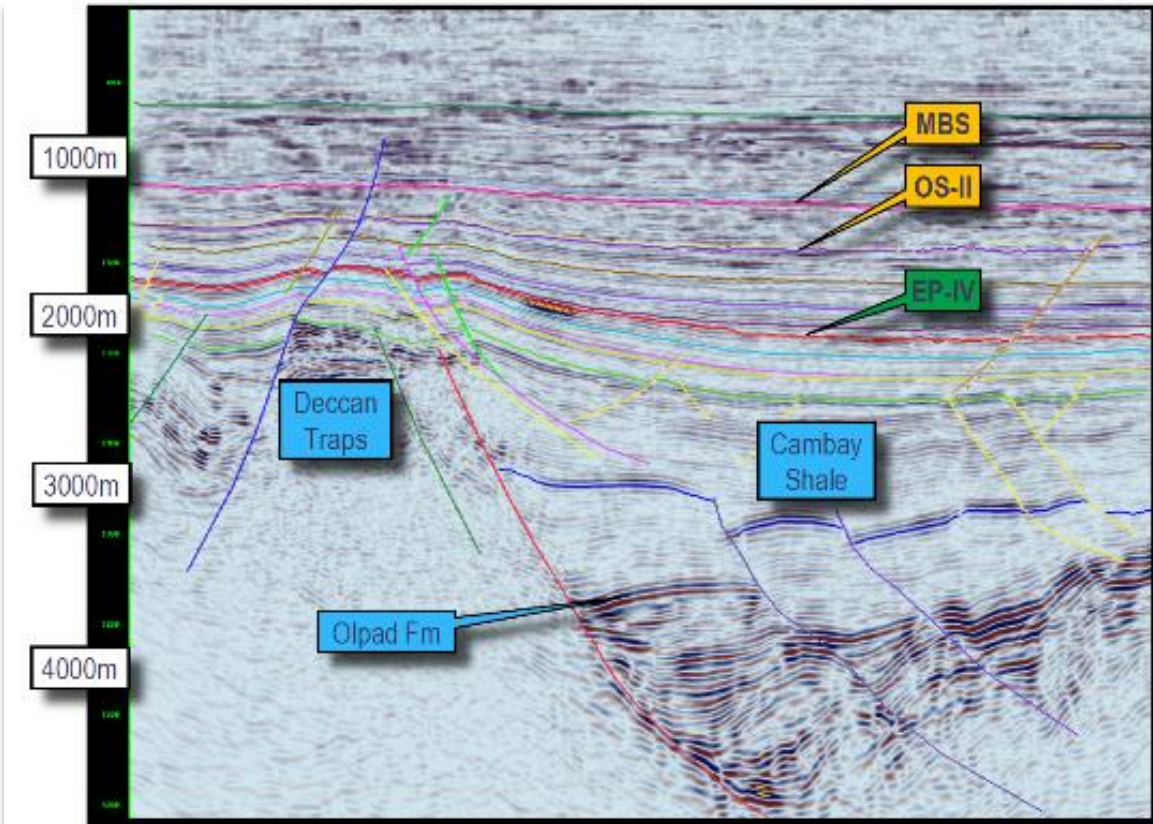 MBS
1000m
OS-II
EP-IV
2000m
Deccan
Traps
Cambay
Shale
3000m
Olpad Fm
4000m